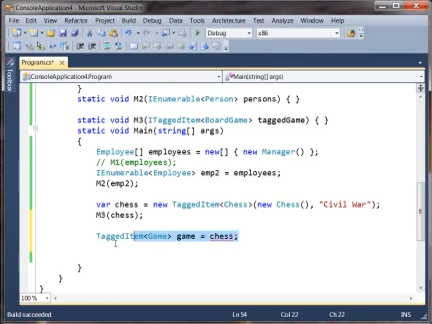 ConsoleApplication4 - Microsoft Visual Studio
File Edit View Refactor Project Build Debug Data Tools Architecture Test Analyze Window Help
Debug x86
Program.cs*
ConsoleApplication4Program Main(string[] args)
Toolbox
}
static void M2(IEnumerable<Person> persons) { }
static void M3(ITaggedItem<BoardGame> taggedGame) { }
static void Main(string[] args)
{
Employee[] employees = new[] { new Manager() };
// M1(employees);
IEnumerable<Employee> emp2 = employees;
M2(emp2);
var chess = new TaggedItem<Chess>(new Chess(), "Civil War");
M3(chess);
TaggedItem<Game> game = chess;
}
}
}
100 %
Build succeeded Ln 54 Col 22 Ch 22 INS